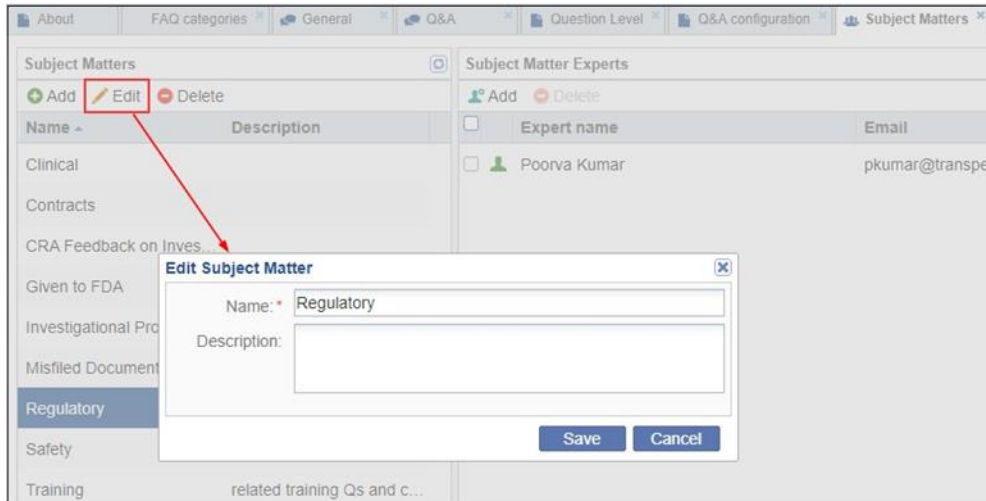 About FAQ categories General Q&A Question Level Q&A configuration Subject Matters
Subject Matters
Add Edit Delete
Name Description
Clinical
Contracts
CRA Feedback on Inves...
Given to FDA
Investigational Pro
Misfiled Document
Regulatory
Safety
Training related training Qs and c...
Subject Matter Experts
Add Delete
Expert name Email
Poorva Kumar pkumar@transpe
Edit Subject Matter
Name:* Regulatory
Description:
Save Cancel